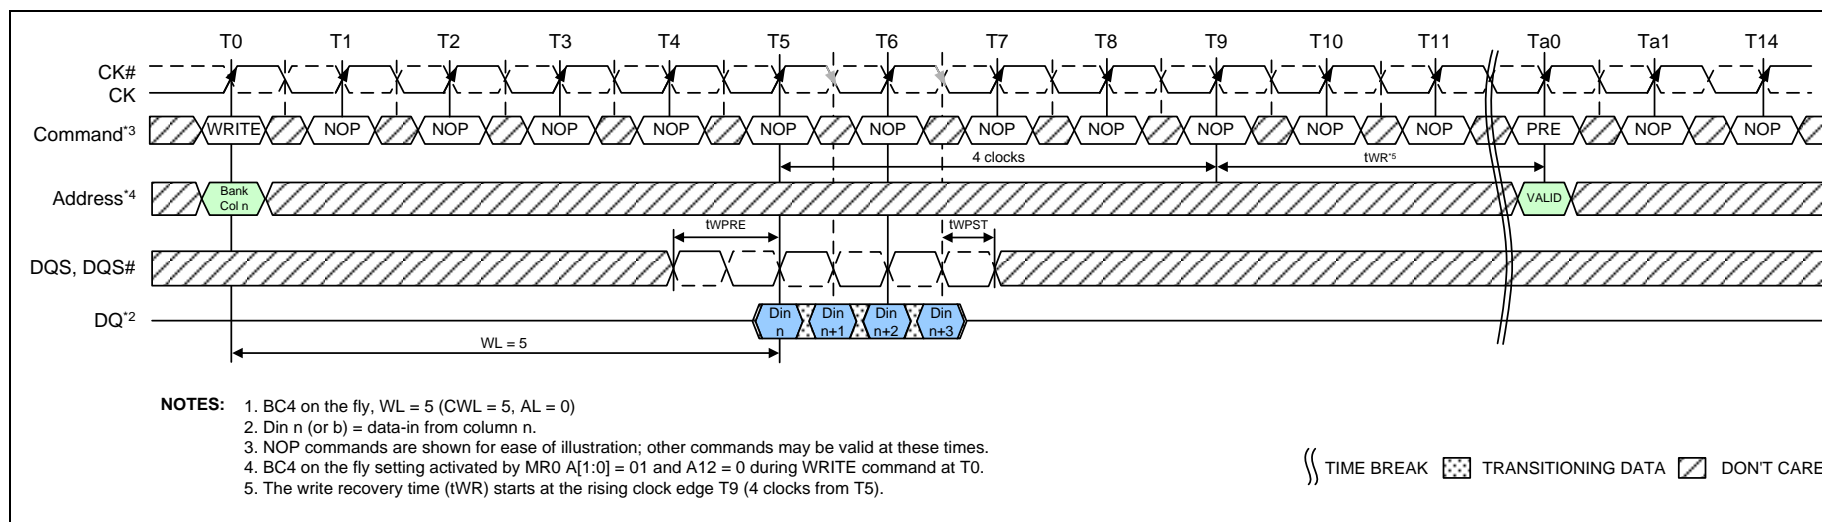 T0 T1 T2 T3 T4 T5 T6 T7 T8 T9 T10 T11 Ta0 Ta1 T14
CK#
CK
Command*3 WRITE NOP NOP NOP NOP NOP NOP NOP NOP NOP NOP NOP PRE NOP NOP
4 clocks tWR*5
Address*4 Bank Col n VALID
tWPRE tWPST
DQS, DQS#
DQ*2 Din n Din n+1 Din n+2 Din n+3
WL = 5
NOTES: 1. BC4 on the fly, WL = 5 (CWL = 5, AL = 0)
2. Din n (or b) = data-in from column n.
3. NOP commands are shown for ease of illustration; other commands may be valid at these times.
4. BC4 on the fly setting activated by MR0 A[1:0] = 01 and A12 = 0 during WRITE command at T0.
5. The write recovery time (tWR) starts at the rising clock edge T9 (4 clocks from T5).
TIME BREAK TRANSITIONING DATA DON'T CARE